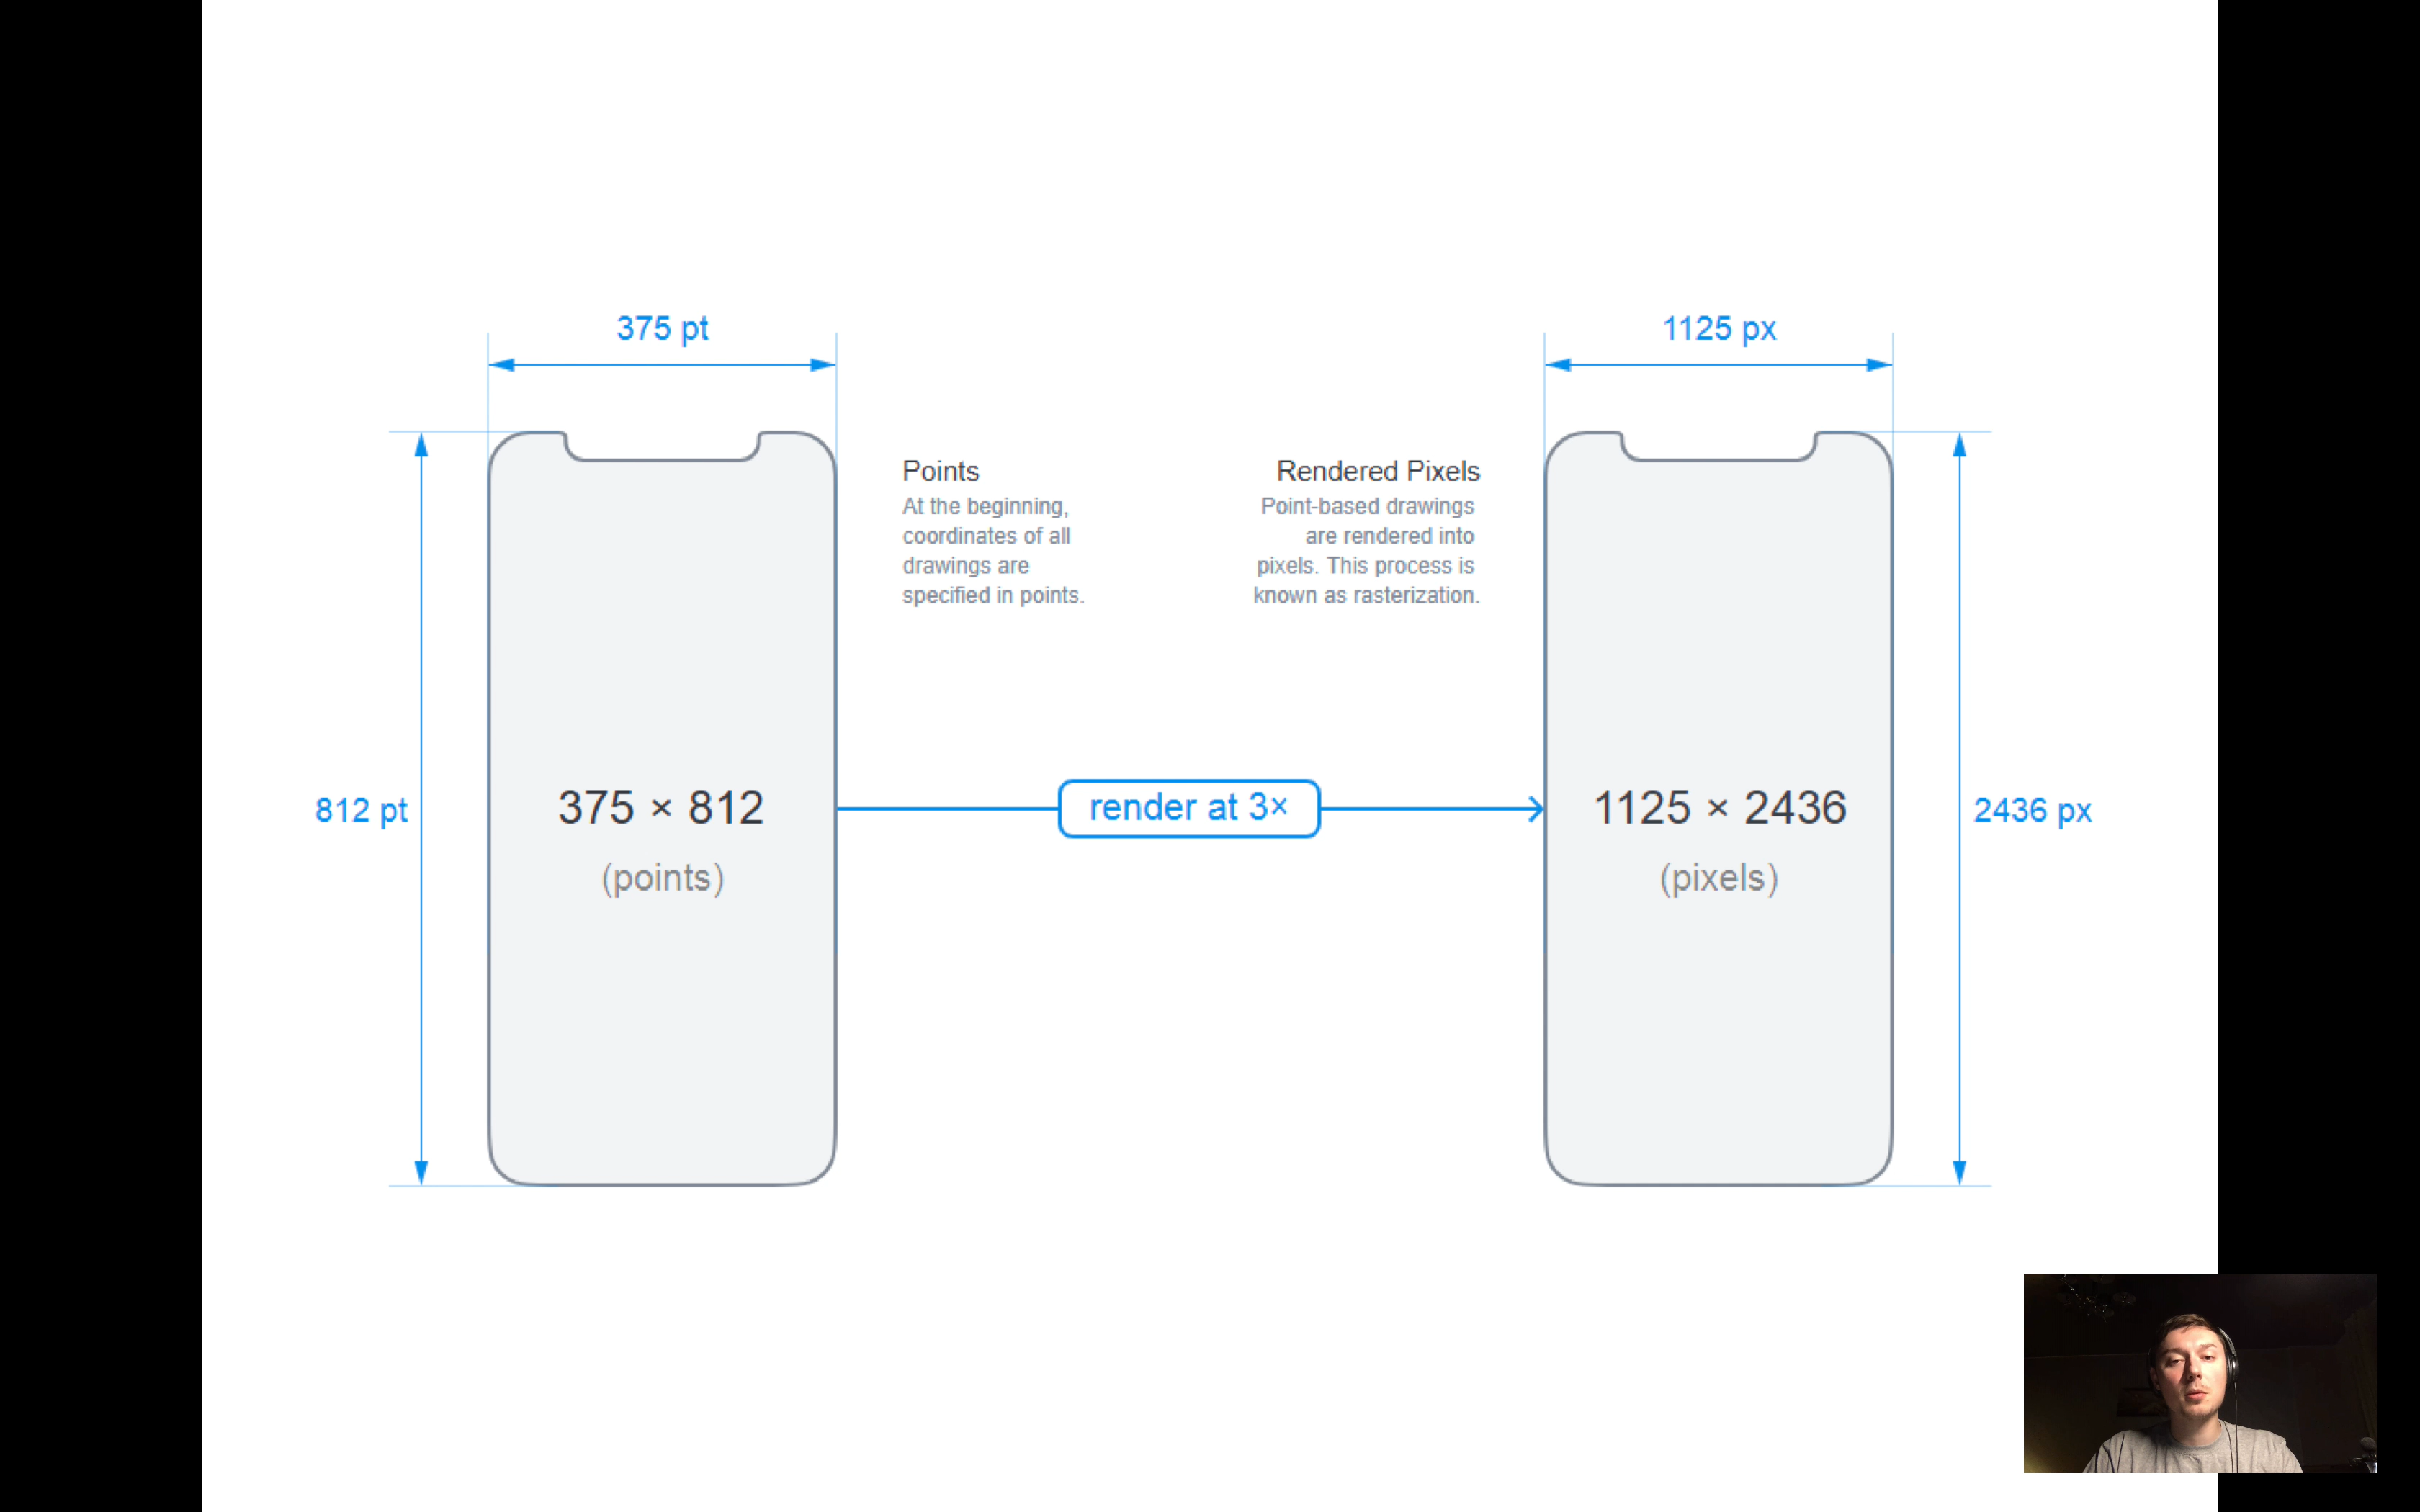 375 pt
1125 px
Points
At the beginning,
coordinates of all
drawings are
specified in points.
Rendered Pixels
Point-based drawings
are rendered into
pixels. This process is
known as rasterization.
812 pt
375 × 812
(points)
render at 3×
1125 × 2436
(pixels)
2436 px